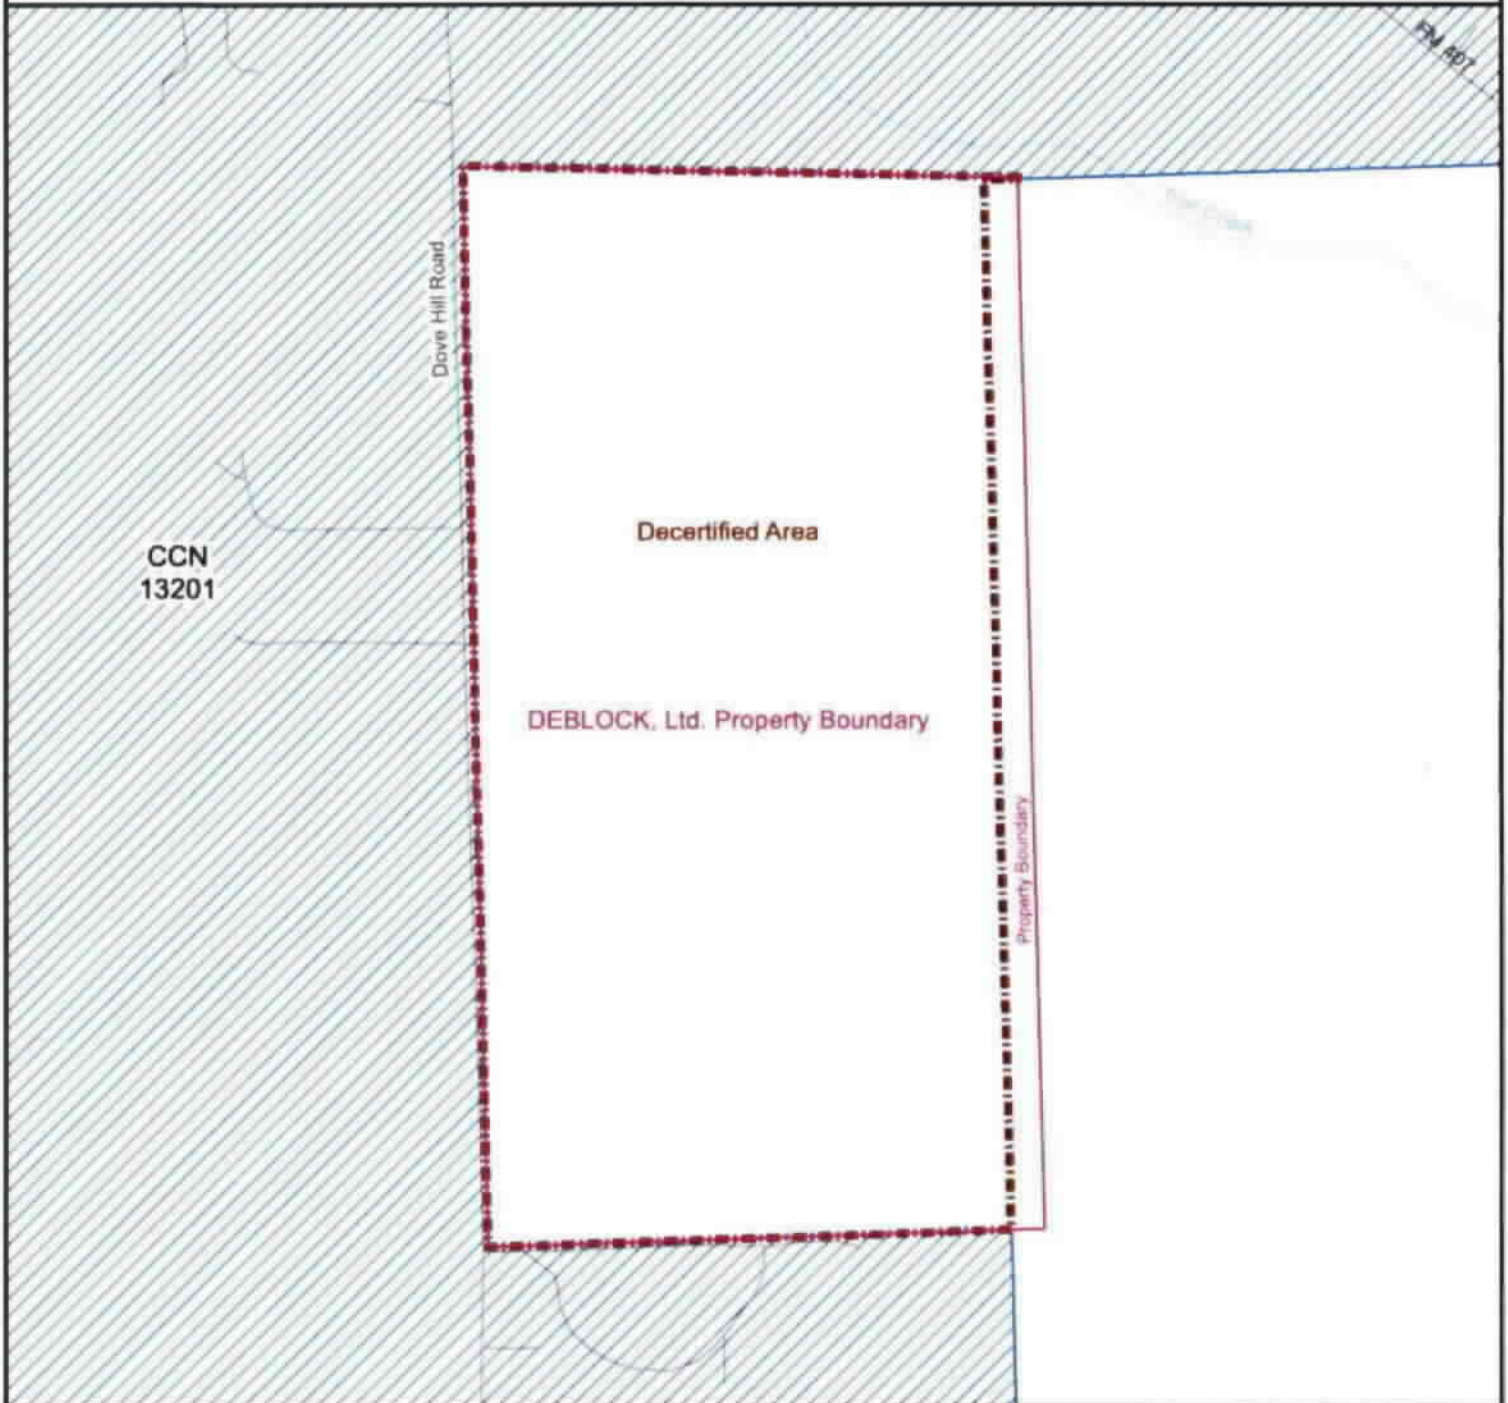 FM 407
Dove Hill Road
Decertified Area
CCN
13201
DEBLOCK, Ltd. Property Boundary
Property Boundary